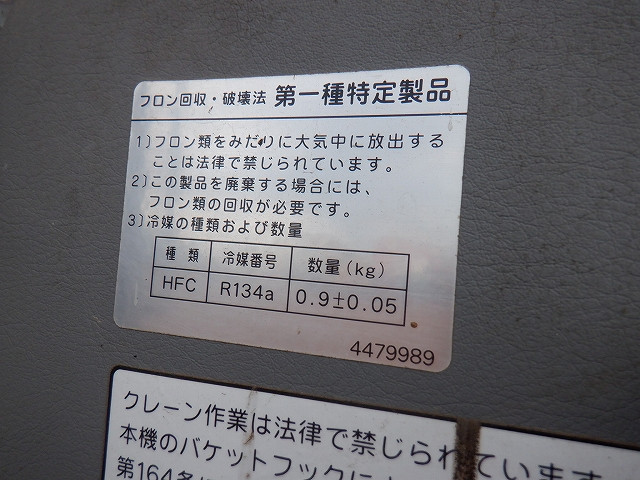 フロン回収・破壊法 第一種特定製品
1)フロン類をみだりに大気中に放出する
ことは法律で禁じられています。
2)この製品を廃棄する場合には、
フロン類の回収が必要です。
3)冷媒の種類および数量
種 類 冷媒番号 数量(kg)
HFC R134a 0.9±0.05
4479989
クレーン作業は法律で禁じられています
本機のバケットフックに
第164条